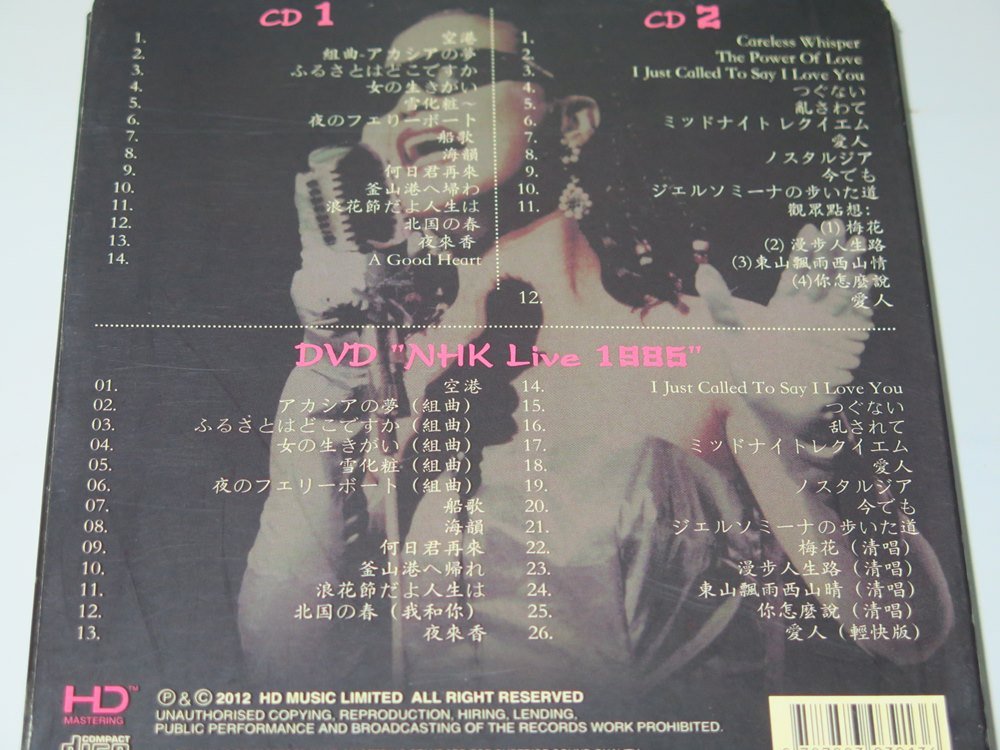 CD 1
1. 空港
2. 組曲-アカシアの夢
3. ふるさとはどこですか
4. 女の生きがい
5. 雪化粧~
6. 夜のフェリーボート
7. 船歌
8. 海韻
9. 何日君再來
10. 釜山港へ帰わ
11. 浪花節だよ人生は
12. 北国の春
13. 夜來香
14. A Good Heart
CD 2
1. Careless Whisper
2. The Power Of Love
3. I Just Called To Say I Love You
4. つぐない
5. 亂さわて
6. ミッドナイトレクイエム
7. 愛人
8. ノスタルジア
9. 今でも
10. ジェルソミーナの歩いた道
11. 觀眾點想:
(1) 梅花
(2) 漫步人生路
(3)東山飄雨西山情
(4)你怎麼說
12. 愛人
DVD "NHK Live 1985"
01. 空港
02. アカシアの夢 (組曲)
03. ふるさとはどこですか (組曲)
04. 女の生きがい (組曲)
05. 雪化粧 (組曲)
06. 夜のフェリーボート (組曲)
07. 船歌
08. 海韻
09. 何日君再來
10. 釜山港へ帰れ
11. 浪花節だよ人生は
12. 北国の春 (我和你)
13. 夜來香
14. I Just Called To Say I Love You
15. つぐない
16. 乱されて
17. ミッドナイトレクイエム
18. 愛人
19. ノスタルジア
20. 今でも
21. ジェルソミーナの歩いた道
22. 梅花 (清唱)
23. 漫步人生路 (清唱)
24. 東山飄雨西山晴 (清唱)
25. 你怎麼說 (清唱)
26. 愛人 (輕快版)
HD™
MASTERING
COMPACT
Ⓟ & © 2012 HD MUSIC LIMITED ALL RIGHT RESERVED
UNAUTHORISED COPYING, REPRODUCTION, HIRING, LENDING,
PUBLIC PERFORMANCE AND BROADCASTING OF THE RECORDS WORK PROHIBITED.